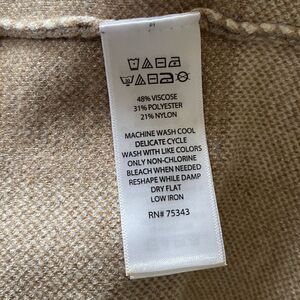 48% VISCOSE
31% POLYESTER
21% NYLON
MACHINE WASH COOL
DELICATE CYCLE
WASH WITH LIKE COLORS
ONLY NON-CHLORINE
BLEACH WHEN NEEDED
RESHAPE WHILE DAMP
DRY FLAT
LOW IRON
RN# 75343